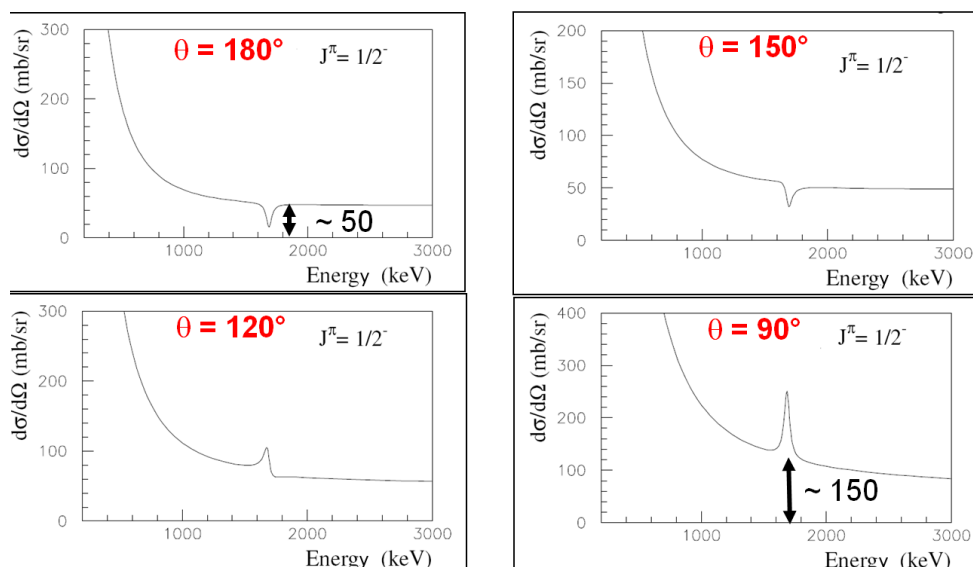 θ = 180°
Jπ= 1/2-
dσ/dΩ (mb/sr)
300
200
100
0
~ 50
1000
2000
3000
Energy (keV)
θ = 150°
Jπ= 1/2-
dσ/dΩ (mb/sr)
200
150
100
50
0
1000
2000
3000
Energy (keV)
θ = 120°
Jπ= 1/2-
dσ/dΩ (mb/sr)
300
200
100
0
1000
2000
3000
Energy (keV)
θ = 90°
Jπ= 1/2-
dσ/dΩ (mb/sr)
400
300
200
100
0
~ 150
1000
2000
3000
Energy (keV)